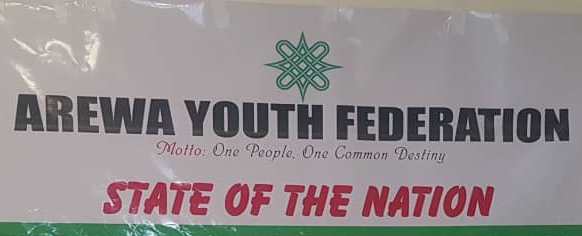 AREWA YOUTH FEDERATION
Motto: One People, One Common Destiny
STATE OF THE NATION